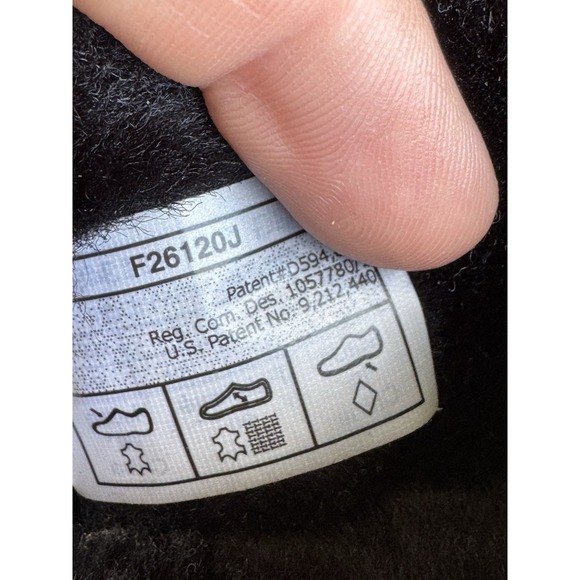 F26120J
Patent#D594,
Reg. Com. Des. 1057780/
U.S. Patent No. 9,212,440